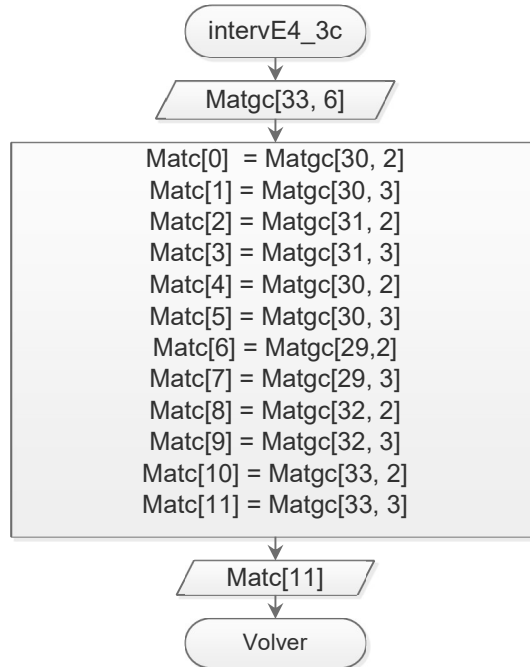 intervE4_3c
Matgc[33, 6]
Matc[0]  = Matgc[30, 2]
Matc[1] = Matgc[30, 3]
Matc[2] = Matgc[31, 2]
Matc[3] = Matgc[31, 3]
Matc[4] = Matgc[30, 2]
Matc[5] = Matgc[30, 3]
Matc[6] = Matgc[29,2]
Matc[7] = Matgc[29, 3]
Matc[8] = Matgc[32, 2]
Matc[9] = Matgc[32, 3]
Matc[10] = Matgc[33, 2]
Matc[11] = Matgc[33, 3]
Matc[11]
Volver